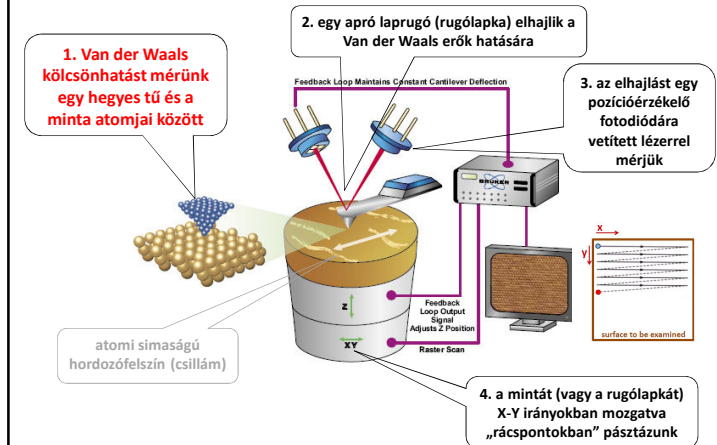 1. Van der Waals
kölcsönhatást mérünk
egy hegyes tű és a
minta atomjai között
2. egy apró laprugó (rugólapka) elhajlik a
Van der Waals erők hatására
Feedback Loop Maintains Constant Cantilever Deflection
3. az elhajlást egy
pozícióérzékelő
fotodiódára
vetített lézerrel
mérjük
BRUKER
x
y
surface to be examined
Z
XY
Feedback
Loop Output
Signal
Adjusts Z Position
Raster Scan
atomi simaságú
hordozófelszín (csillám)
4. a mintát (vagy a rugólapkát)
X-Y irányokban mozgatva
„rácspontokban” pásztázunk